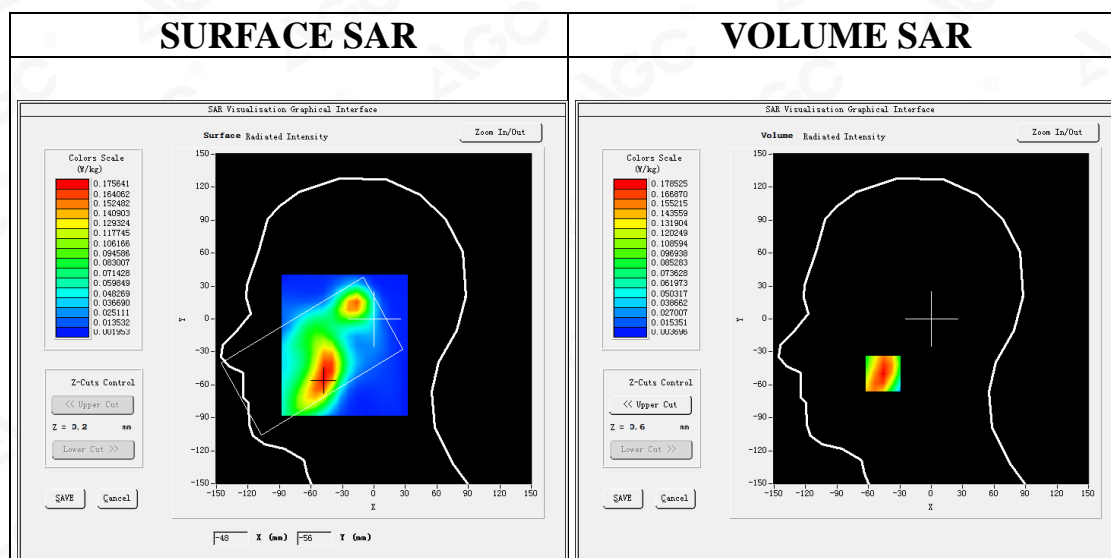 SURFACE SAR
VOLUME SAR
SAR Visualisation Graphical Interface
Surface Radiated Intensity
Zoom In/Out
Colors Scale
(W/kg)
0.175641
0.164062
0.152482
0.140903
0.129324
0.117745
0.106166
0.094586
0.083007
0.071428
0.059849
0.048269
0.036690
0.025111
0.013532
0.001953
150
120
90
60
30
0
-30
-60
-90
-120
-150
Y
-150 -120 -90 -60 -30 0 30 60 90 120 150
X
Z-Cuts Control
<< Upper Cut
Z = 3.2 mm
Lower Cut >>
SAVE Cancel
-48 X (mm) -56 Y (mm)
SAR Visualisation Graphical Interface
Volume Radiated Intensity
Zoom In/Out
Colors Scale
(W/kg)
0.178525
0.166870
0.155215
0.143559
0.131904
0.120249
0.108594
0.096938
0.085283
0.073628
0.061973
0.050317
0.038662
0.027007
0.015351
0.003696
150
120
90
60
30
0
-30
-60
-90
-120
-150
Y
-150 -120 -90 -60 -30 0 30 60 90 120 150
X
Z-Cuts Control
<< Upper Cut
Z = 3.6 mm
Lower Cut >>
SAVE Cancel
AGC